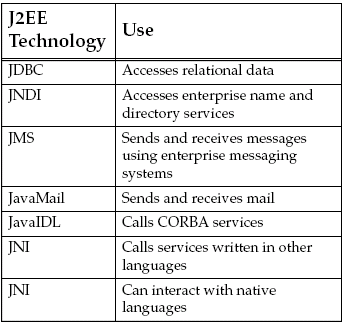 J2EE Technology Use
JDBC Accesses relational data
JNDI Accesses enterprise name and
directory services
JMS Sends and receives messages
using enterprise messaging
systems
JavaMail Sends and receives mail
JavaIDL Calls CORBA services
JNI Calls services written in other
languages
JNI Can interact with native
languages